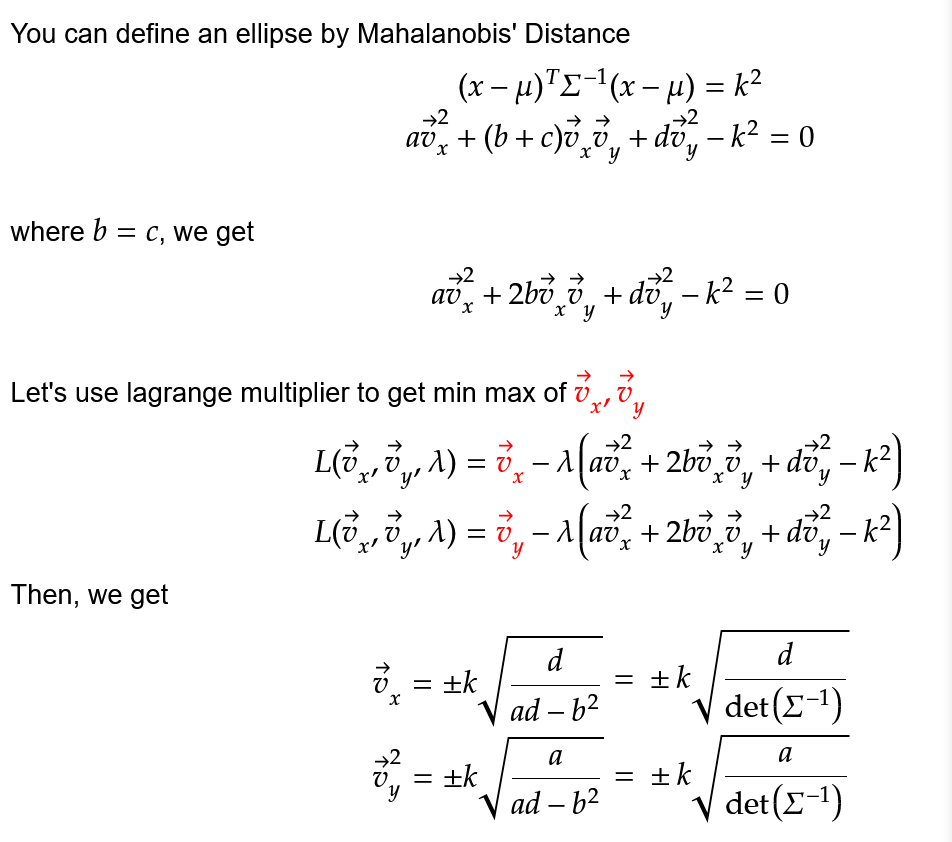 You can define an ellipse by Mahalanobis' Distance
$(x - \mu)^T \Sigma^{-1} (x - \mu) = k^2$
$a\vec{v}_x^2 + (b + c)\vec{v}_x\vec{v}_y + d\vec{v}_y^2 - k^2 = 0$
where $b = c$, we get
$a\vec{v}_x^2 + 2b\vec{v}_x\vec{v}_y + d\vec{v}_y^2 - k^2 = 0$
Let's use lagrange multiplier to get min max of $\vec{v}_x, \vec{v}_y$
$L(\vec{v}_x, \vec{v}_y, \lambda) = \vec{v}_x - \lambda\left(a\vec{v}_x^2 + 2b\vec{v}_x\vec{v}_y + d\vec{v}_y^2 - k^2\right)$
$L(\vec{v}_x, \vec{v}_y, \lambda) = \vec{v}_y - \lambda\left(a\vec{v}_x^2 + 2b\vec{v}_x\vec{v}_y + d\vec{v}_y^2 - k^2\right)$
Then, we get
$\vec{v}_x = \pm k\sqrt{\frac{d}{ad - b^2}} = \pm k\sqrt{\frac{d}{\det(\Sigma^{-1})}}$
$\vec{v}_y^2 = \pm k\sqrt{\frac{a}{ad - b^2}} = \pm k\sqrt{\frac{a}{\det(\Sigma^{-1})}}$